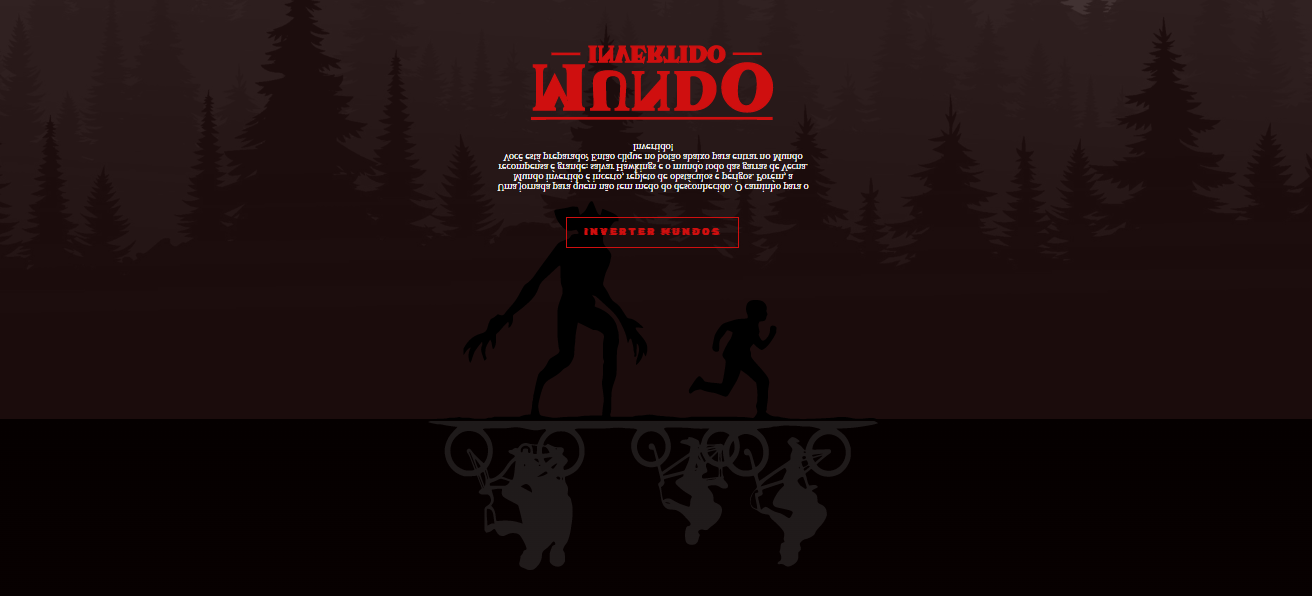 MUNDO
INVERTIDO
Uma jornada para quem não tem medo do desconhecido. O caminho para o
Mundo Invertido é incerto, repleto de obstáculos e perigos. Porém, a
recompensa é grande: salvar Hawkings e o mundo todo das garras de Vecna.
Você está preparado? Então clique no botão abaixo para entrar no Mundo
Invertido!
INVERTER MUNDOS